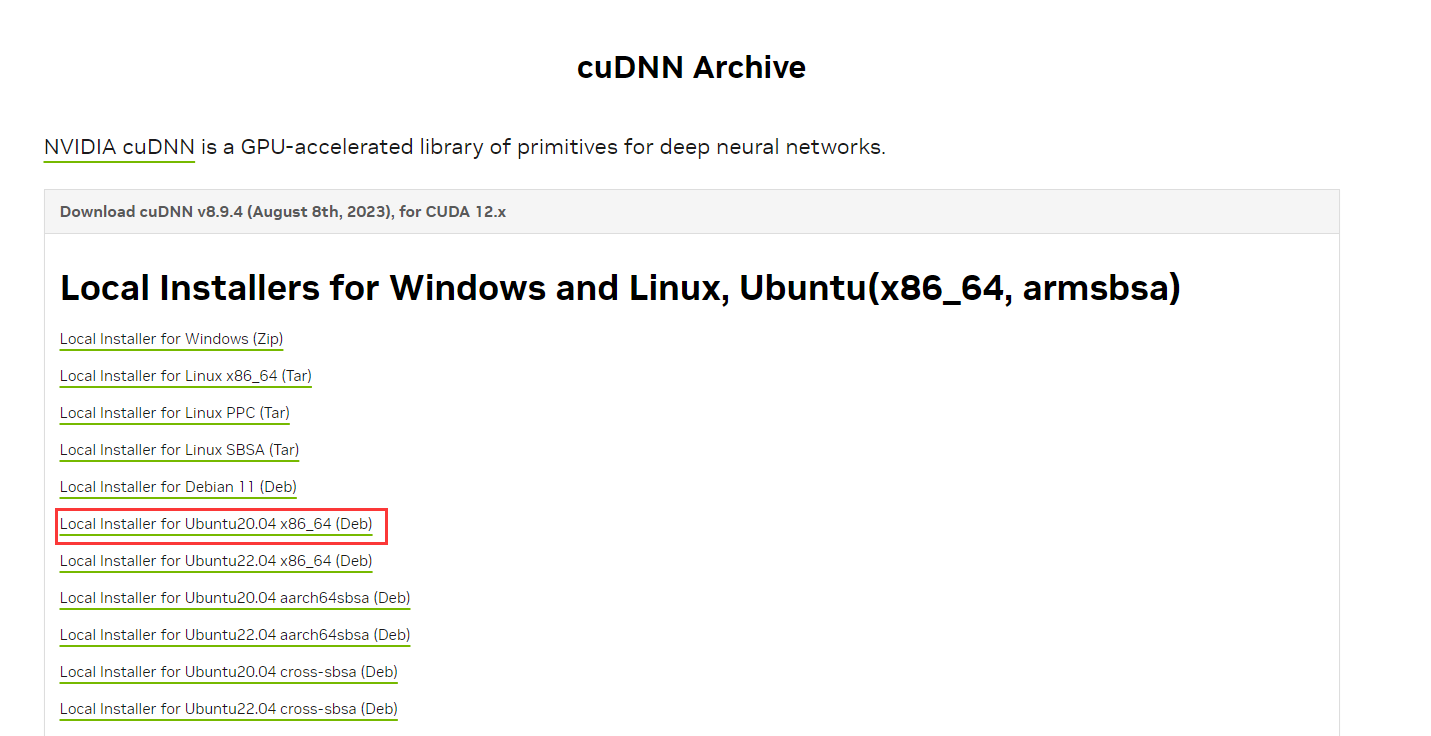 cuDNN Archive
NVIDIA cuDNN is a GPU-accelerated library of primitives for deep neural networks.
Download cuDNN v8.9.4 (August 8th, 2023), for CUDA 12.x
Local Installers for Windows and Linux, Ubuntu(x86_64, armsbsa)
Local Installer for Windows (Zip)
Local Installer for Linux x86_64 (Tar)
Local Installer for Linux PPC (Tar)
Local Installer for Linux SBSA (Tar)
Local Installer for Debian 11 (Deb)
Local Installer for Ubuntu20.04 x86_64 (Deb)
Local Installer for Ubuntu22.04 x86_64 (Deb)
Local Installer for Ubuntu20.04 aarch64sbsa (Deb)
Local Installer for Ubuntu22.04 aarch64sbsa (Deb)
Local Installer for Ubuntu20.04 cross-sbsa (Deb)
Local Installer for Ubuntu22.04 cross-sbsa (Deb)